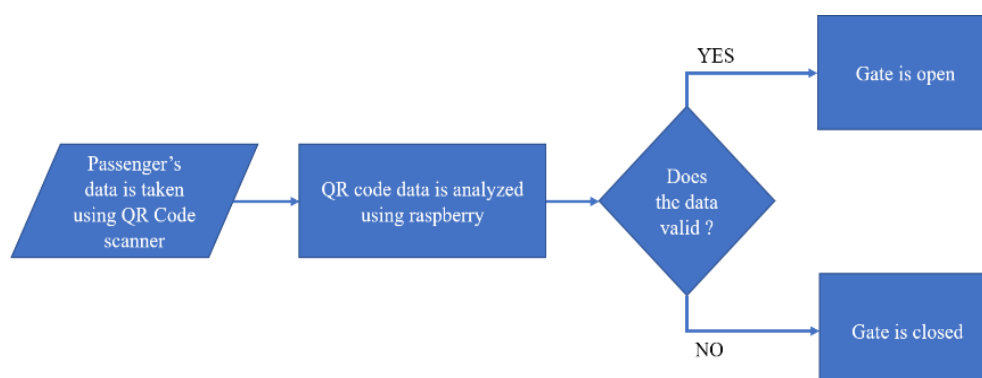 Passenger’s
data is taken
using QR Code
scanner
QR code data is analyzed
using raspberry
Does
the data
valid ?
YES
Gate is open
NO
Gate is closed